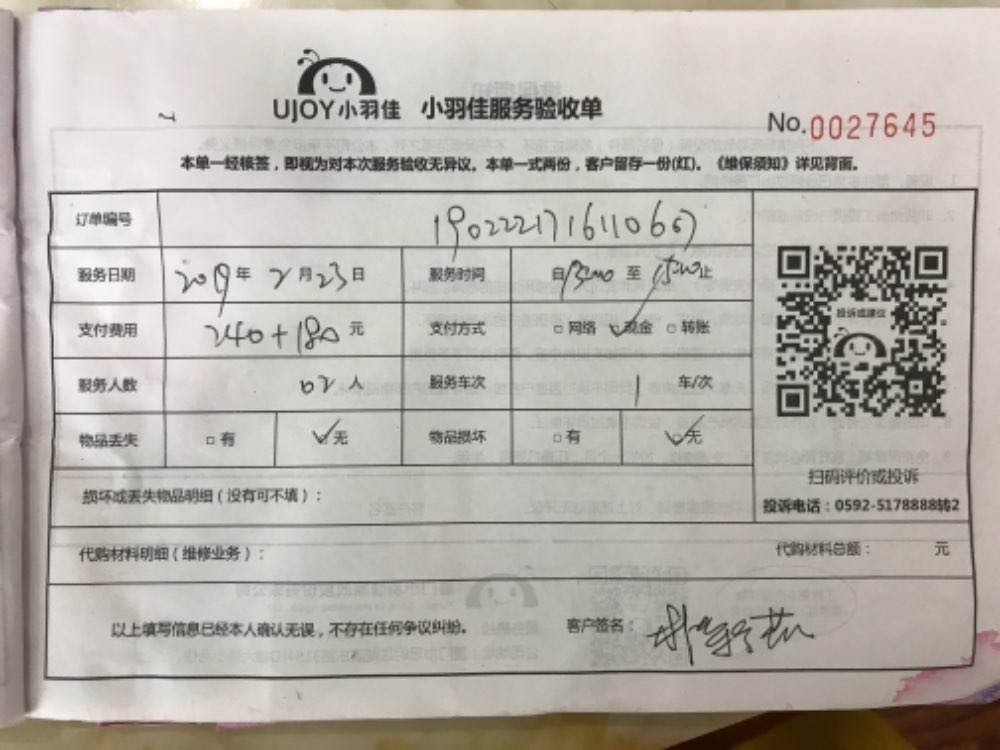 UJOY小羽佳 小羽佳服务验收单
No.0027645
本单一经核签，即视为对本次服务验收无异议。本单一式两份，客户留存一份(红)。《维保须知》详见背面。
订单编号
服务日期 2019年 2月23日 服务时间 自13:00 至 15:00止
支付费用 240+180元 支付方式 □网络 ☑现金 □转账
服务人数 02人 服务车次 1 车/次
物品丢失 □有 ☑无 物品损坏 □有 ☑无
投诉或建议
扫码评价或投诉
投诉电话：0592-5178888转2
损坏或丢失物品明细（没有可不填）：
代购材料明细（维修业务）： 代购材料总额： 元
以上填写信息已经本人确认无误，不存在任何争议纠纷。 客户签名：